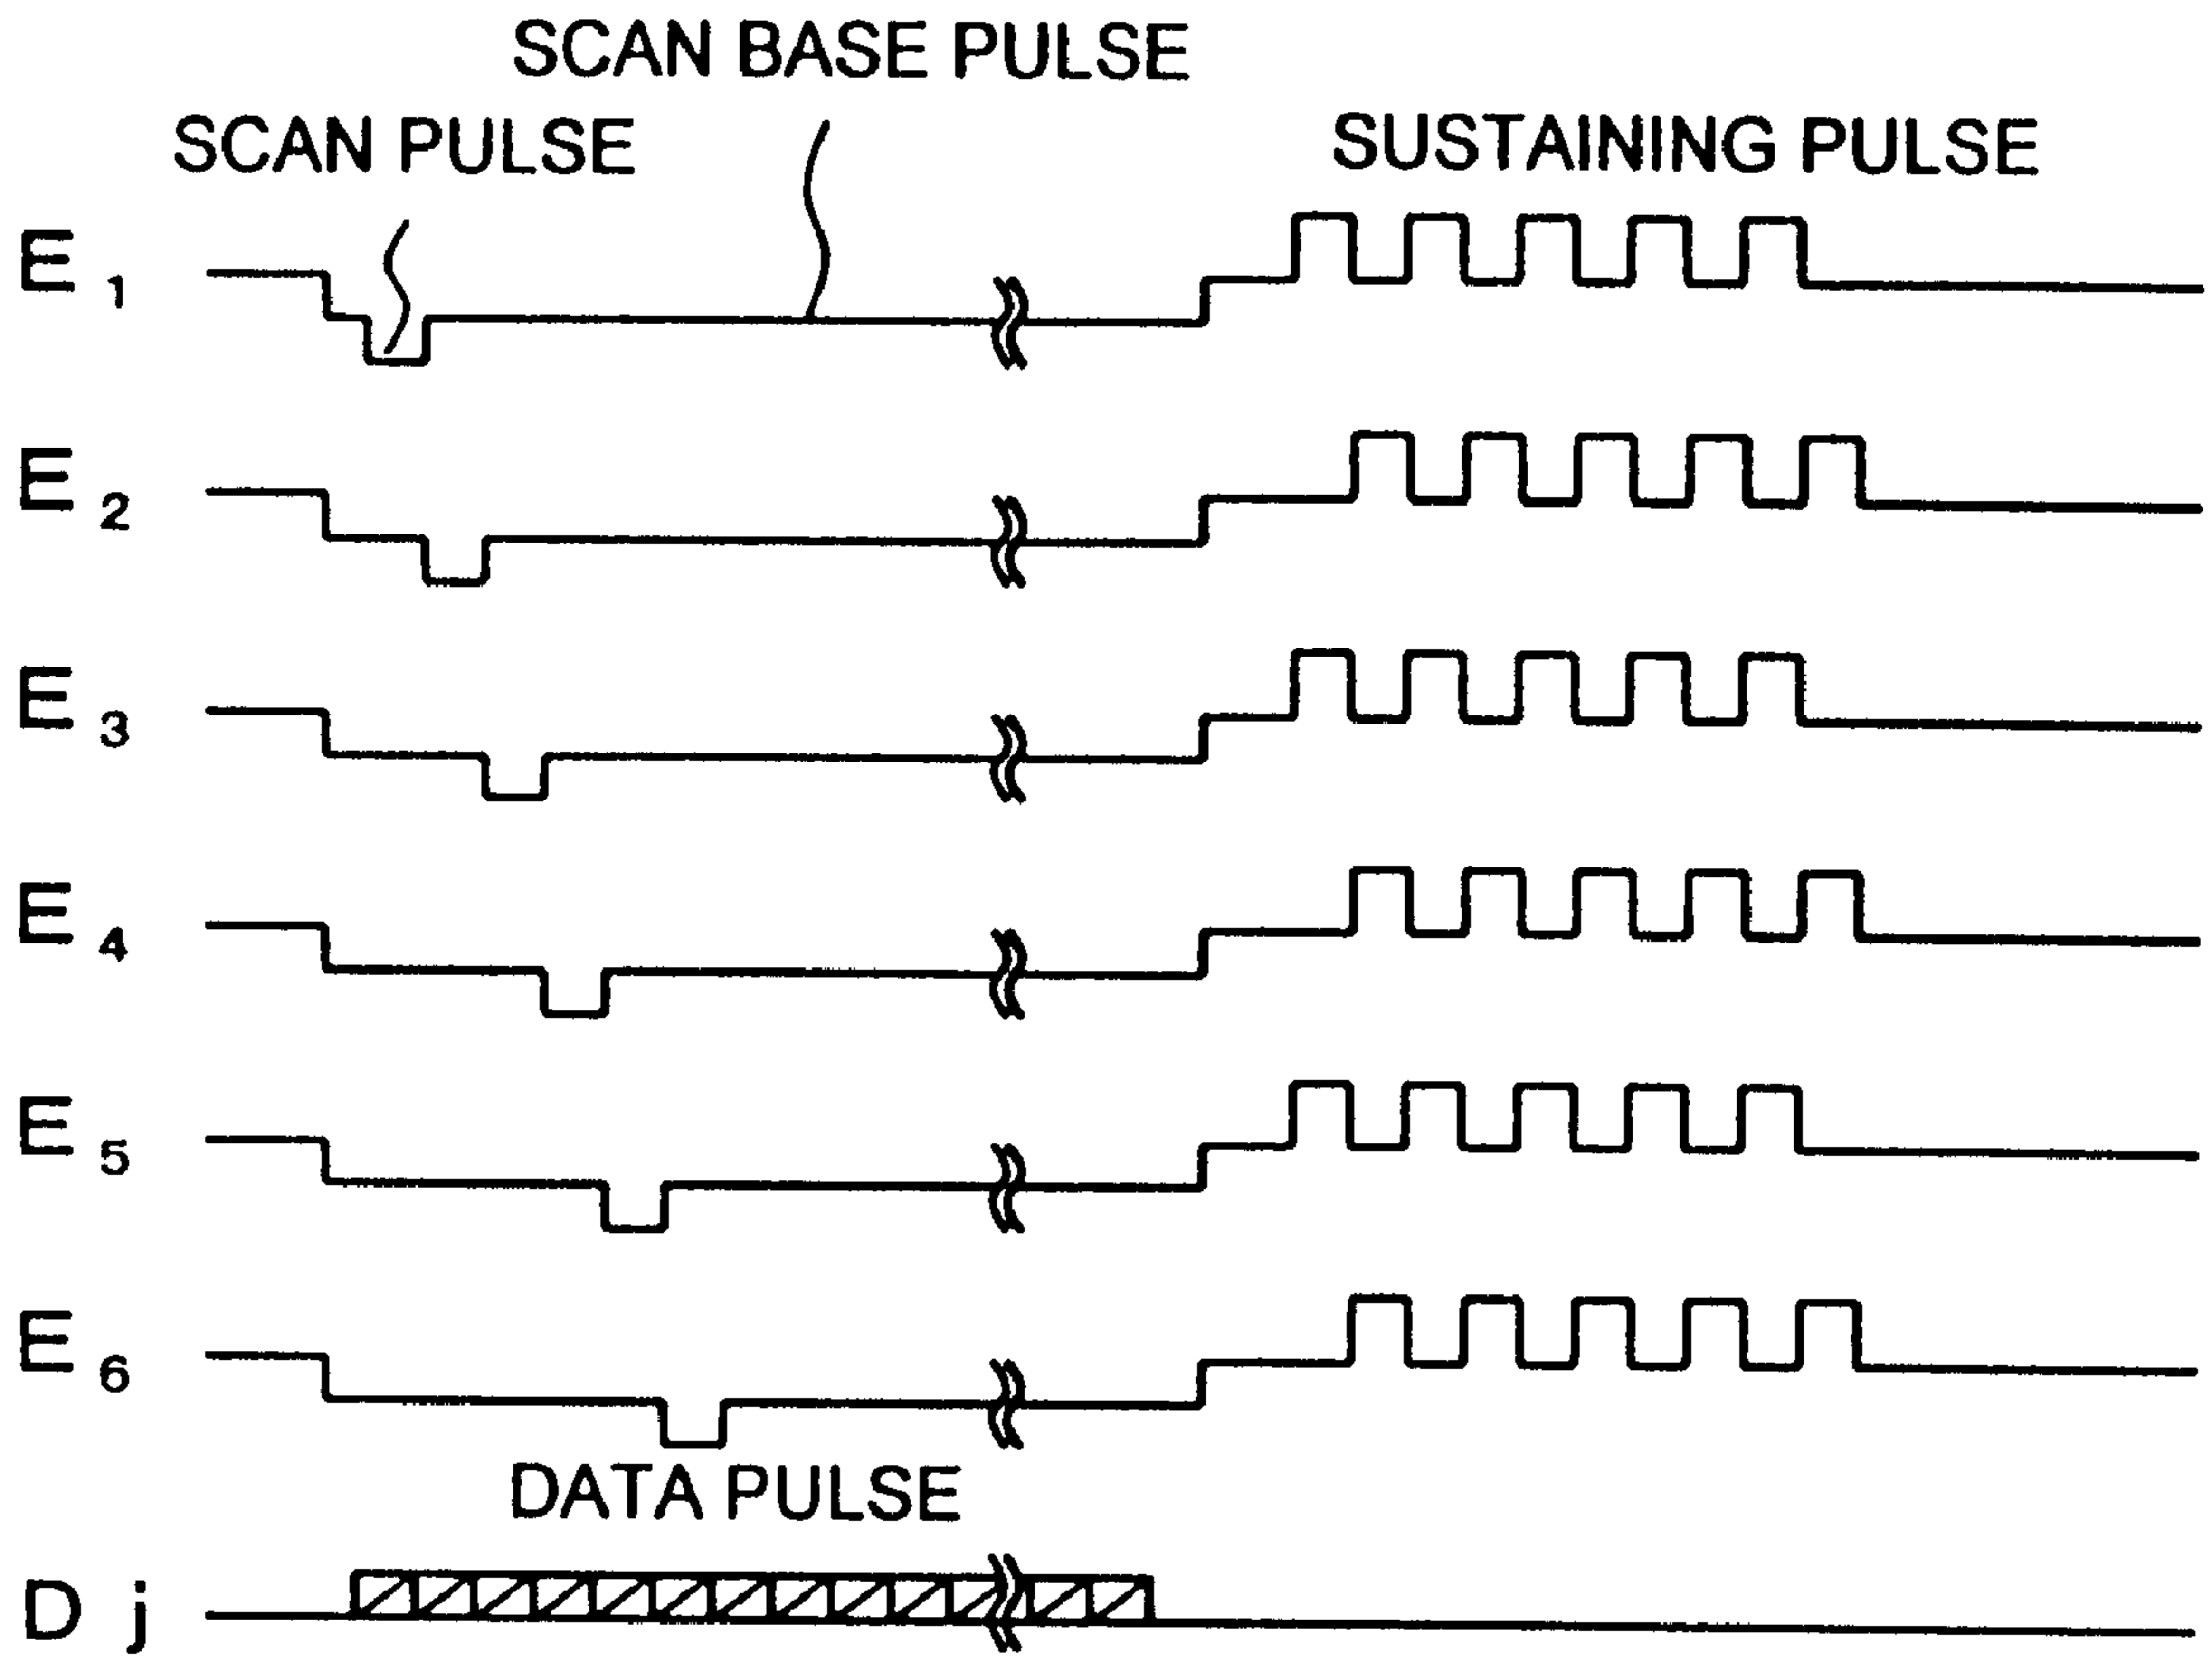 SCAN BASE PULSE
SCAN PULSE
SUSTAINING PULSE
E 1
E 2
E 3
E 4
E 5
E 6
DATA PULSE
D j